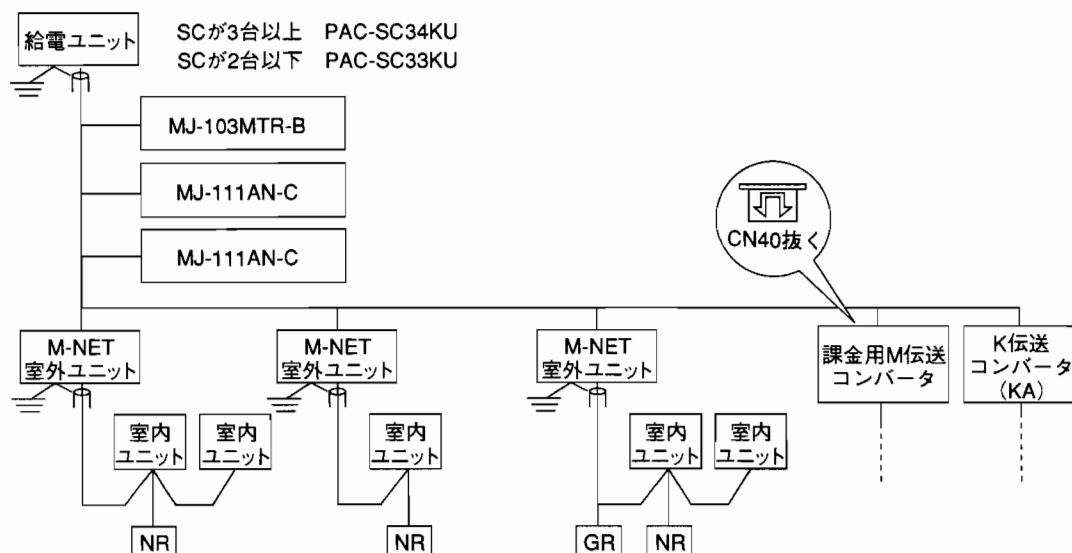 給電ユニット
SCが3台以上 PAC-SC34KU
SCが2台以下 PAC-SC33KU
MJ-103MTR-B
MJ-111AN-C
MJ-111AN-C
CN40抜く
M-NET
室外ユニット
M-NET
室外ユニット
M-NET
室外ユニット
課金用M伝送
コンバータ
K伝送
コンバータ
(KA)
室内
ユニット
室内
ユニット
室内
ユニット
室内
ユニット
室内
ユニット
NR
NR
GR
NR